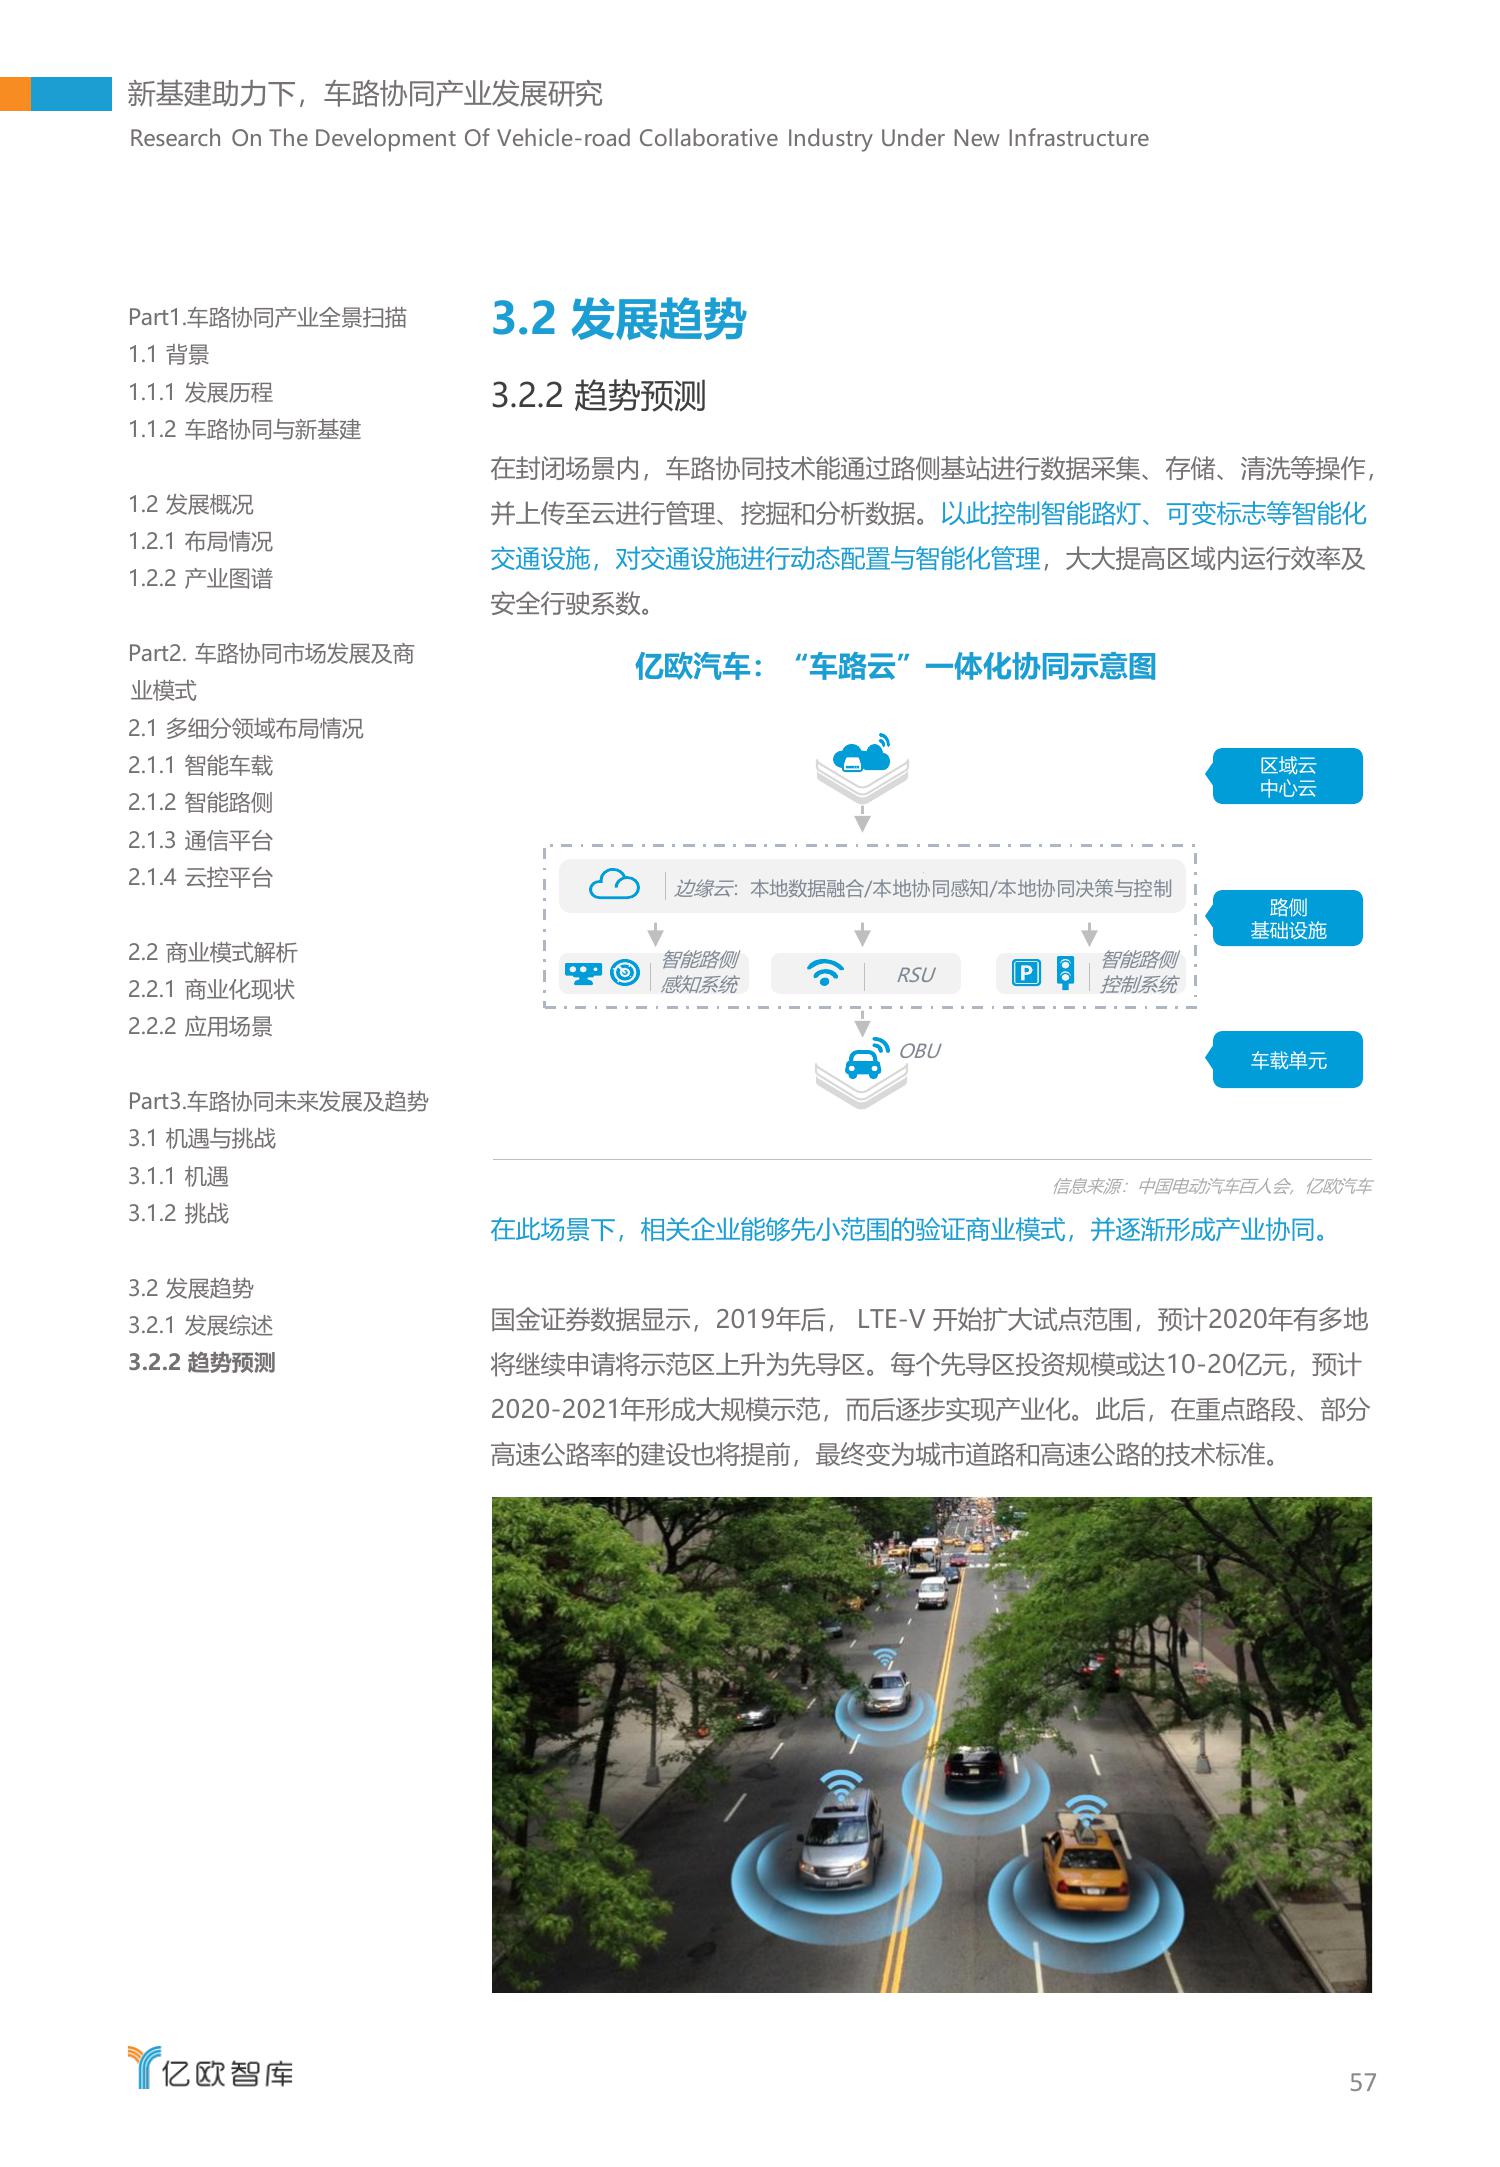 新基建助力下，车路协同产业发展研究
Research On The Development Of Vehicle-road Collaborative Industry Under New Infrastructure
Part1.车路协同产业全景扫描
1.1 背景
1.1.1 发展历程
1.1.2 车路协同与新基建
1.2 发展概况
1.2.1 布局情况
1.2.2 产业图谱
Part2. 车路协同市场发展及商
业模式
2.1 多细分领域布局情况
2.1.1 智能车载
2.1.2 智能路侧
2.1.3 通信平台
2.1.4 云控平台
2.2 商业模式解析
2.2.1 商业化现状
2.2.2 应用场景
Part3.车路协同未来发展及趋势
3.1 机遇与挑战
3.1.1 机遇
3.1.2 挑战
3.2 发展趋势
3.2.1 发展综述
3.2.2 趋势预测
3.2 发展趋势
3.2.2 趋势预测
在封闭场景内，车路协同技术能通过路侧基站进行数据采集、存储、清洗等操作，
并上传至云进行管理、挖掘和分析数据。以此控制智能路灯、可变标志等智能化
交通设施，对交通设施进行动态配置与智能化管理，大大提高区域内运行效率及
安全行驶系数。
亿欧汽车：“车路云”一体化协同示意图
区域云
中心云
边缘云：本地数据融合/本地协同感知/本地协同决策与控制
路侧
基础设施
智能路侧
感知系统
RSU
P
智能路侧
控制系统
OBU
车载单元
信息来源：中国电动汽车百人会，亿欧汽车
在此场景下，相关企业能够先小范围的验证商业模式，并逐渐形成产业协同。
国金证券数据显示，2019年后， LTE-V 开始扩大试点范围，预计2020年有多地
将继续申请将示范区上升为先导区。每个先导区投资规模或达10-20亿元，预计
2020-2021年形成大规模示范，而后逐步实现产业化。此后，在重点路段、部分
高速公路率的建设也将提前，最终变为城市道路和高速公路的技术标准。
亿欧智库
57